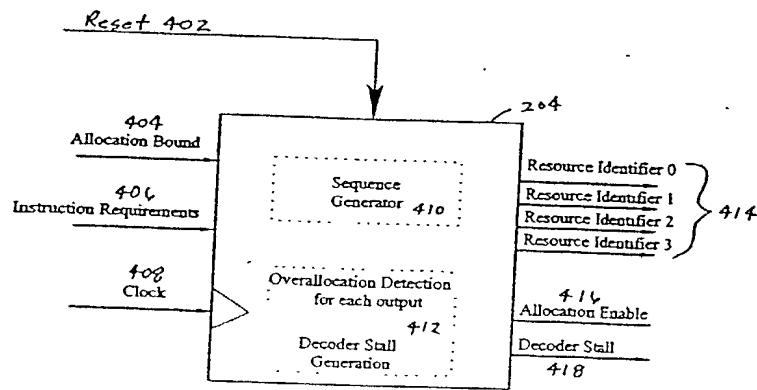 Reset 402
204
404
Allocation Bound
406
Instruction Requirements
408
Clock
Sequence
Generator 410
Overallocation Detection
for each output
412
Decoder Stall
Generation
Resource Identifier 0
Resource Identifier 1
Resource Identifier 2
Resource Identifier 3
414
416
Allocation Enable
Decoder Stall
418